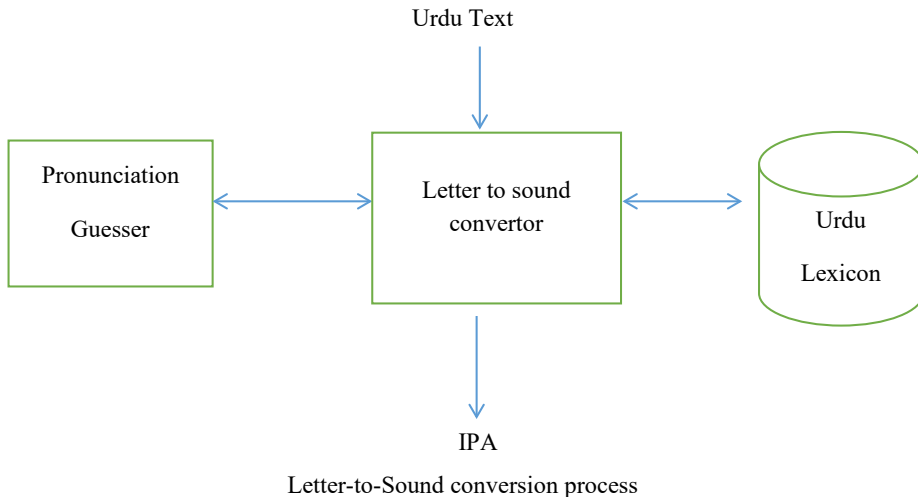 Urdu Text
Pronunciation
Guesser
Letter to sound
convertor
Urdu
Lexicon
IPA
Letter-to-Sound conversion process